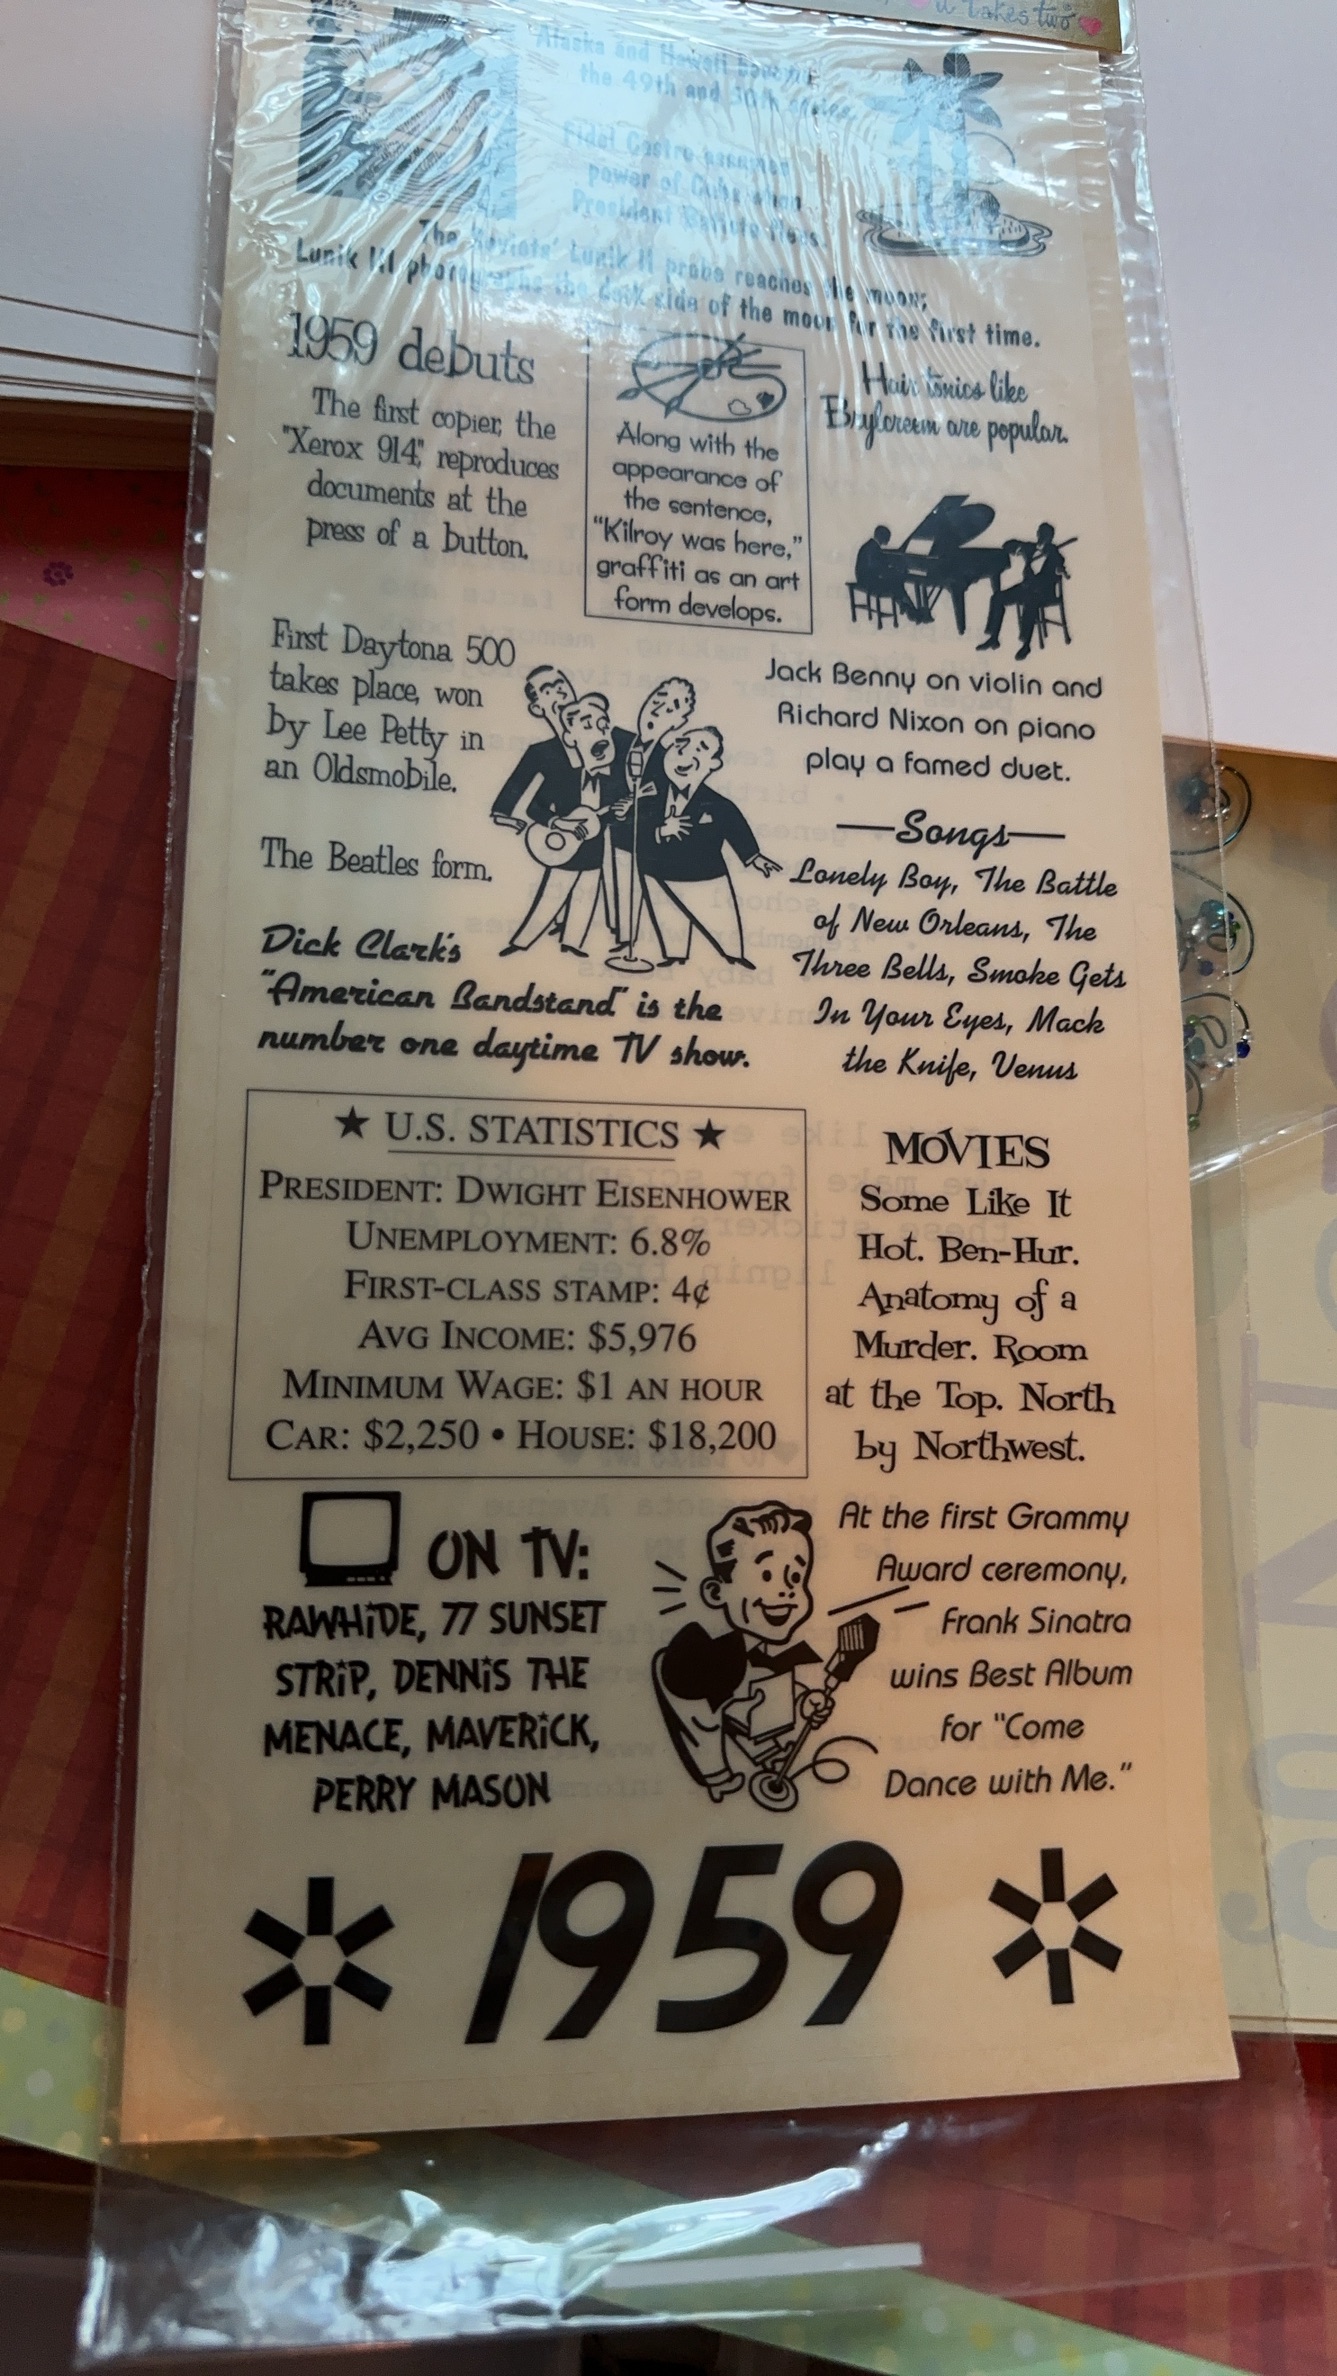 it takes two
Alaska and Hawaii become
the 49th and 50th states.
Fidel Castro assumes
power of Cuba when
President Batista flees.
The Soviets' Lunik II probe reaches the moon;
Lunik III photographs the dark side of the moon for the first time.
1959 debuts
The first copier, the
"Xerox 914," reproduces
documents at the
press of a button.
Along with the
appearance of
the sentence,
"Kilroy was here,"
graffiti as an art
form develops.
Hair tonics like
Brylcreem are popular.
First Daytona 500
takes place, won
by Lee Petty in
an Oldsmobile.
The Beatles form.
Jack Benny on violin and
Richard Nixon on piano
play a famed duet.
Dick Clark's
"American Bandstand" is the
number one daytime TV show.
Songs
Lonely Boy, The Battle
of New Orleans, The
Three Bells, Smoke Gets
In Your Eyes, Mack
the Knife, Venus
★ U.S. STATISTICS ★
PRESIDENT: DWIGHT EISENHOWER
UNEMPLOYMENT: 6.8%
FIRST-CLASS STAMP: 4¢
AVG INCOME: $5,976
MINIMUM WAGE: $1 AN HOUR
CAR: $2,250 • HOUSE: $18,200
MOVIES
Some Like It
Hot. Ben-Hur.
Anatomy of a
Murder. Room
at the Top. North
by Northwest.
ON TV:
RAWHiDE, 77 SUNSET
STRiP, DENNiS THE
MENACE, MAVERiCK,
PERRY MASON
At the first Grammy
Award ceremony,
Frank Sinatra
wins Best Album
for "Come
Dance with Me."
1959